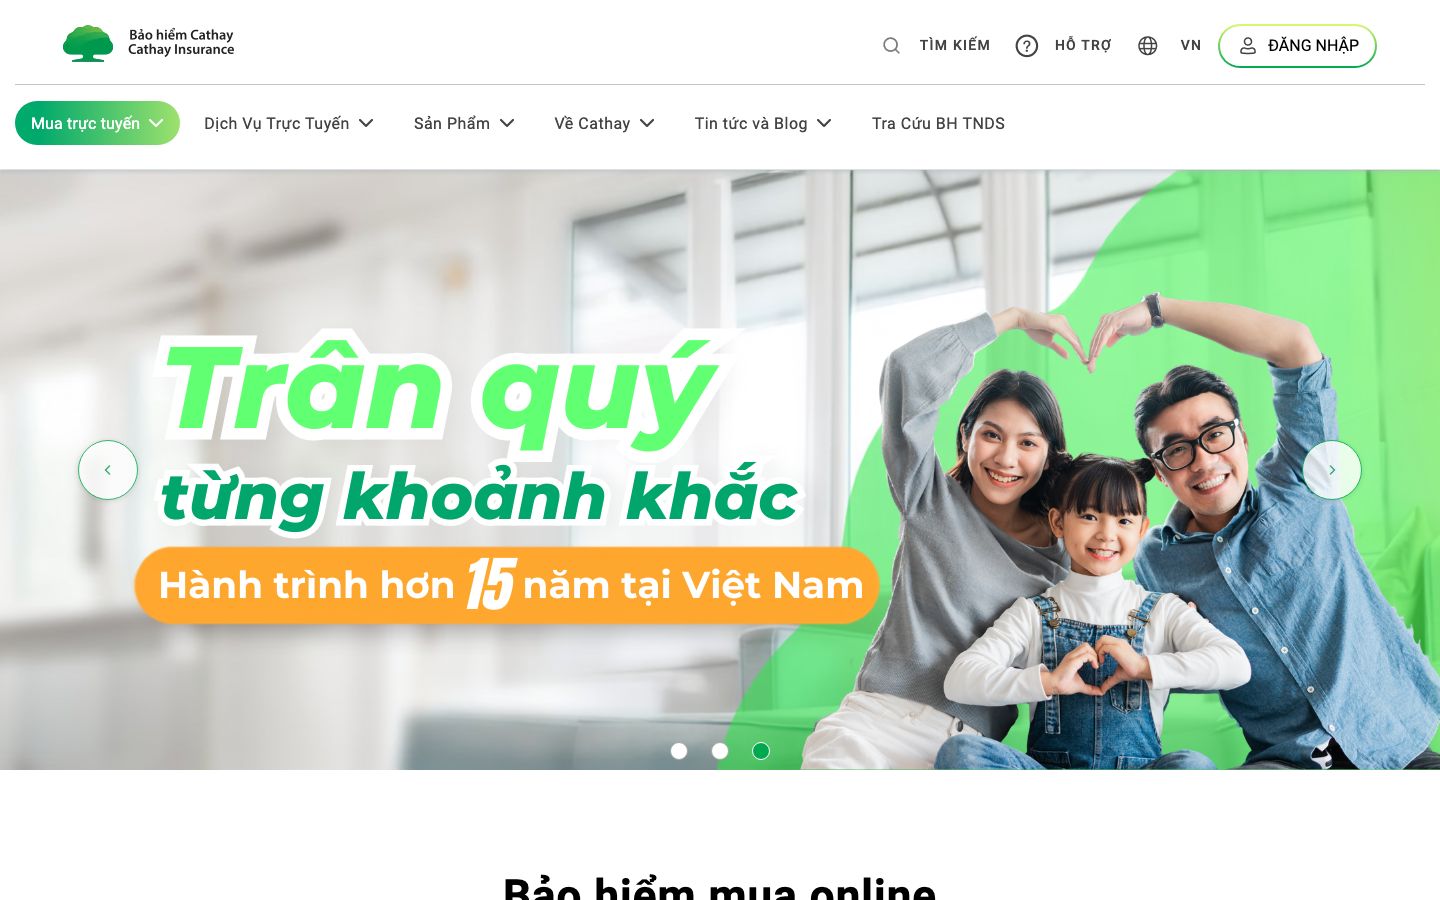 Bảo hiểm Cathay
Cathay Insurance
TÌM KIẾM
HỖ TRỢ
VN
ĐĂNG NHẬP
Mua trực tuyến
Dịch Vụ Trực Tuyến
Sản Phẩm
Về Cathay
Tin tức và Blog
Tra Cứu BH TNDS
Trân quý
từng khoảnh khắc
Hành trình hơn 15 năm tại Việt Nam
Bảo hiểm mua online